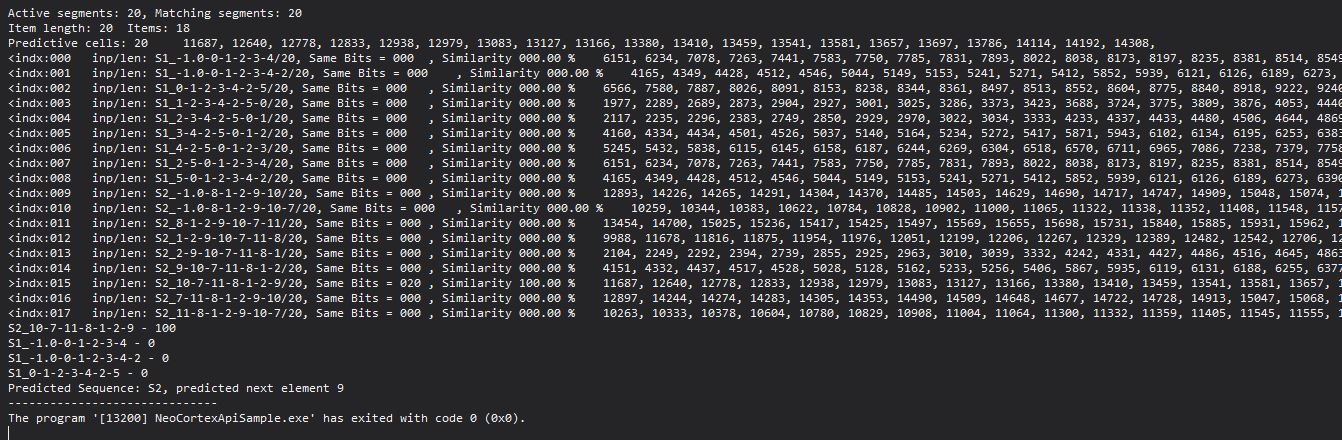 Active segments: 20, Matching segments: 20
Item length: 20  Items: 18
Predictive cells: 20     11687, 12640, 12778, 12833, 12938, 12979, 13083, 13127, 13166, 13380, 13410, 13459, 13541, 13581, 13657, 13697, 13786, 14114, 14192, 14308,
<indx:000   inp/len: S1_-1.0-0-1-2-3-4/20, Same Bits = 000   , Similarity 000.00 %    6151, 6234, 7078, 7263, 7441, 7583, 7750, 7785, 7831, 7893, 8022, 8038, 8173, 8197, 8235, 8381, 8514, 8549
<indx:001   inp/len: S1_-1.0-0-1-2-3-4-2/20, Same Bits = 000   , Similarity 000.00 %    4165, 4349, 4428, 4512, 4546, 5044, 5149, 5153, 5241, 5271, 5412, 5852, 5939, 6121, 6126, 6189, 6273,
<indx:002   inp/len: S1_0-1-2-3-4-2-5/20, Same Bits = 000   , Similarity 000.00 %    6566, 7580, 7887, 8026, 8091, 8153, 8238, 8344, 8361, 8497, 8513, 8552, 8604, 8775, 8840, 8918, 9222, 9240
<indx:003   inp/len: S1_1-2-3-4-2-5-0/20, Same Bits = 000   , Similarity 000.00 %    1977, 2289, 2689, 2873, 2904, 2927, 3001, 3025, 3286, 3373, 3423, 3688, 3724, 3775, 3809, 3876, 4053, 444
<indx:004   inp/len: S1_2-3-4-2-5-0-1/20, Same Bits = 000   , Similarity 000.00 %    2117, 2235, 2296, 2383, 2749, 2850, 2929, 2970, 3022, 3034, 3333, 4233, 4337, 4433, 4480, 4506, 4644, 4869
<indx:005   inp/len: S1_3-4-2-5-0-1-2/20, Same Bits = 000   , Similarity 000.00 %    4160, 4334, 4434, 4501, 4526, 5037, 5140, 5164, 5234, 5272, 5417, 5871, 5943, 6102, 6134, 6195, 6253, 638
<indx:006   inp/len: S1_4-2-5-0-1-2-3/20, Same Bits = 000   , Similarity 000.00 %    5245, 5432, 5838, 6115, 6145, 6158, 6187, 6244, 6269, 6304, 6518, 6570, 6711, 6965, 7086, 7238, 7379, 7758
<indx:007   inp/len: S1_2-5-0-1-2-3-4/20, Same Bits = 000   , Similarity 000.00 %    6151, 6234, 7078, 7263, 7441, 7583, 7750, 7785, 7831, 7893, 8022, 8038, 8173, 8197, 8235, 8381, 8514, 8549
<indx:008   inp/len: S1_5-0-1-2-3-4-2/20, Same Bits = 000   , Similarity 000.00 %    4165, 4349, 4428, 4512, 4546, 5044, 5149, 5153, 5241, 5271, 5412, 5852, 5939, 6121, 6126, 6189, 6273, 6390
<indx:009   inp/len: S2_-1.0-8-1-2-9-10/20, Same Bits = 000 , Similarity 000.00 %    12893, 14226, 14265, 14291, 14304, 14370, 14485, 14503, 14629, 14690, 14717, 14747, 14909, 15048, 15074, 1
<indx:010   inp/len: S2_-1.0-8-1-2-9-10-7/20, Same Bits = 000   , Similarity 000.00 %    10259, 10344, 10383, 10622, 10784, 10828, 10902, 11000, 11065, 11322, 11338, 11352, 11408, 11548, 1157
<indx:011   inp/len: S2_8-1-2-9-10-7-11/20, Same Bits = 000 , Similarity 000.00 %    13454, 14700, 15025, 15236, 15417, 15425, 15497, 15569, 15655, 15698, 15731, 15840, 15885, 15931, 15962, 1
<indx:012   inp/len: S2_1-2-9-10-7-11-8/20, Same Bits = 000 , Similarity 000.00 %    9988, 11678, 11816, 11875, 11954, 11976, 12051, 12199, 12206, 12267, 12329, 12389, 12482, 12542, 12706, 12
<indx:013   inp/len: S2_2-9-10-7-11-8-1/20, Same Bits = 000 , Similarity 000.00 %    2104, 2249, 2292, 2394, 2739, 2855, 2925, 2963, 3010, 3039, 3332, 4242, 4331, 4427, 4486, 4516, 4645, 4863
<indx:014   inp/len: S2_9-10-7-11-8-1-2/20, Same Bits = 000 , Similarity 000.00 %    4151, 4332, 4437, 4517, 4528, 5028, 5128, 5162, 5233, 5256, 5406, 5867, 5935, 6119, 6131, 6188, 6255, 6377
>indx:015   inp/len: S2_10-7-11-8-1-2-9/20, Same Bits = 020 , Similarity 100.00 %    11687, 12640, 12778, 12833, 12938, 12979, 13083, 13127, 13166, 13380, 13410, 13459, 13541, 13581, 13657, 1
<indx:016   inp/len: S2_7-11-8-1-2-9-10/20, Same Bits = 000 , Similarity 000.00 %    12897, 14244, 14274, 14283, 14305, 14353, 14490, 14509, 14648, 14677, 14722, 14728, 14913, 15047, 15068, 1
<indx:017   inp/len: S2_11-8-1-2-9-10-7/20, Same Bits = 000 , Similarity 000.00 %    10263, 10333, 10378, 10604, 10780, 10829, 10908, 11004, 11064, 11300, 11332, 11359, 11405, 11545, 11555, 1
S2_10-7-11-8-1-2-9 - 100
S1_-1.0-0-1-2-3-4 - 0
S1_-1.0-0-1-2-3-4-2 - 0
S1_0-1-2-3-4-2-5 - 0
Predicted Sequence: S2, predicted next element 9
------------------------------
The program '[13200] NeoCortexApiSample.exe' has exited with code 0 (0x0).